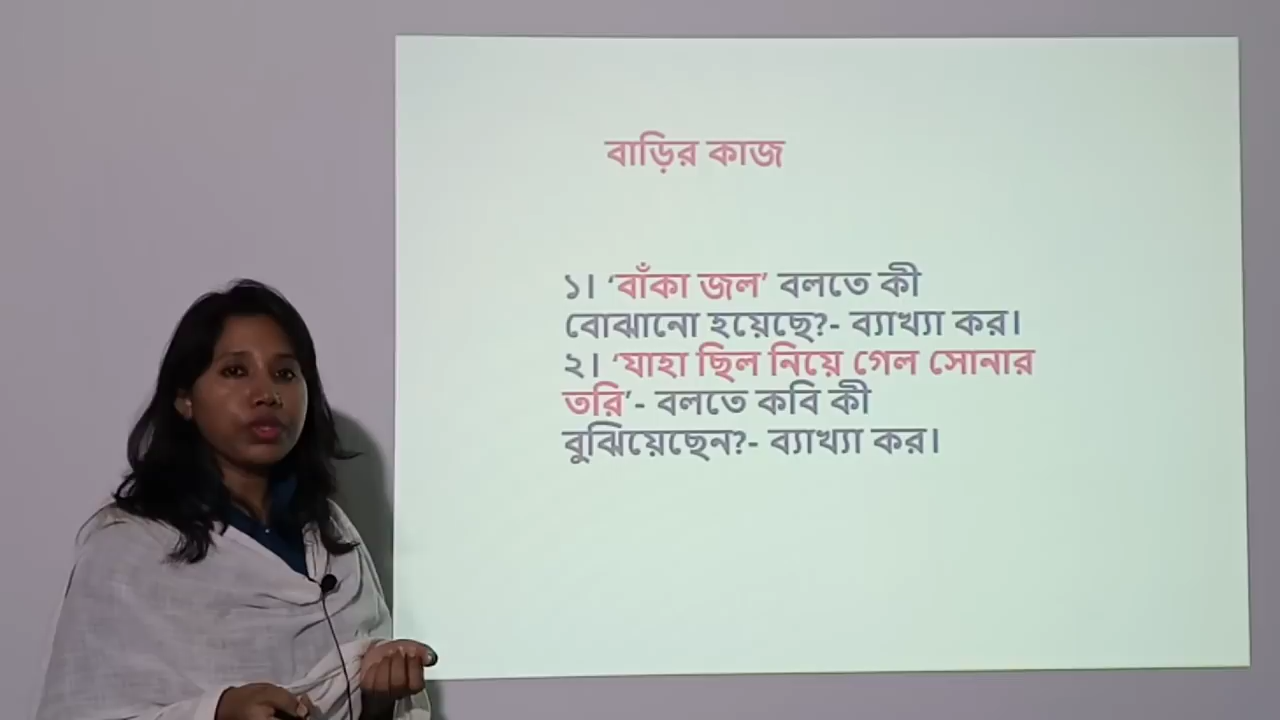 বাড়ির কাজ
১। ‘বাঁকা জল’ বলতে কী
বোঝানো হয়েছে?- ব্যাখ্যা কর।
২। ‘যাহা ছিল নিয়ে গেল সোনার
তরি’- বলতে কবি কী
বুঝিয়েছেন?- ব্যাখ্যা কর।